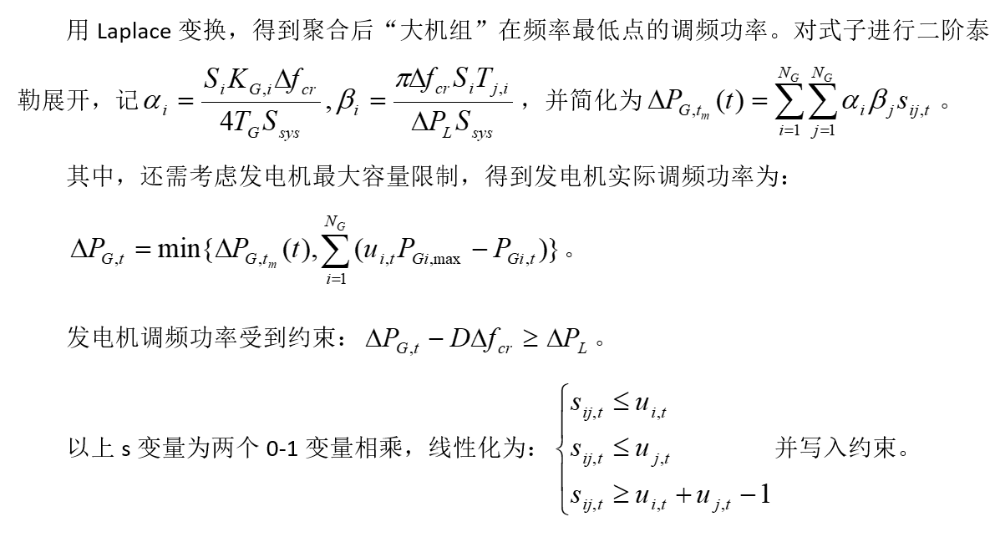 用 Laplace 变换，得到聚合后“大机组”在频率最低点的调频功率。对式子进行二阶泰
勒展开，记 $\alpha_i = \frac{S_i K_{G,i} \Delta f_{cr}}{4T_G S_{sys}}, \beta_i = \frac{\pi \Delta f_{cr} S_i T_{j,i}}{\Delta P_L S_{sys}}$ ，并简化为 $\Delta P_{G,t_m}(t) = \sum_{i=1}^{N_G} \sum_{j=1}^{N_G} \alpha_i \beta_j s_{ij,t}$ 。
其中，还需考虑发电机最大容量限制，得到发电机实际调频功率为：
$\Delta P_{G,t} = \min\{\Delta P_{G,t_m}(t), \sum_{i=1}^{N_G} (u_{i,t} P_{Gi,\max} - P_{Gi,t})\}$ 。
发电机调频功率受到约束： $\Delta P_{G,t} - D\Delta f_{cr} \geq \Delta P_L$ 。
以上 s 变量为两个 0-1 变量相乘，线性化为： $\begin{cases} s_{ij,t} \leq u_{i,t} \\ s_{ij,t} \leq u_{j,t} \\ s_{ij,t} \geq u_{i,t} + u_{j,t} - 1 \end{cases}$ 并写入约束。